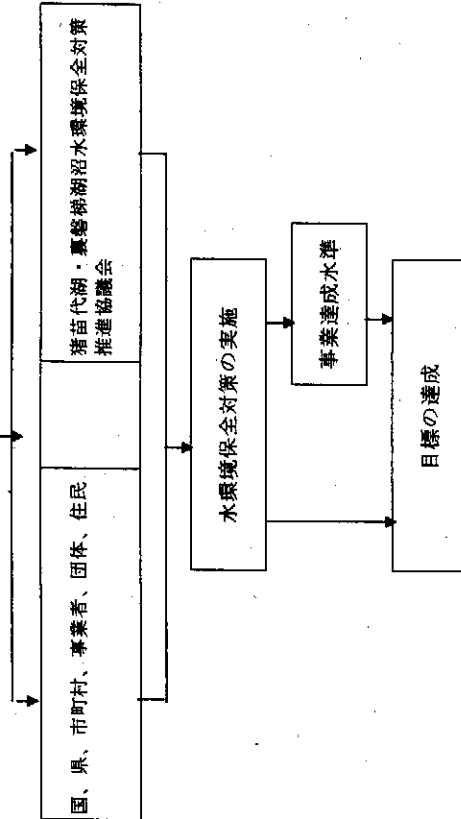 国、県、市町村、事業者、団体、住民
猪苗代湖・裏磐梯湖沼水環境保全対策
推進協議会
水環境保全対策の実施
事業達成水準
目標の達成